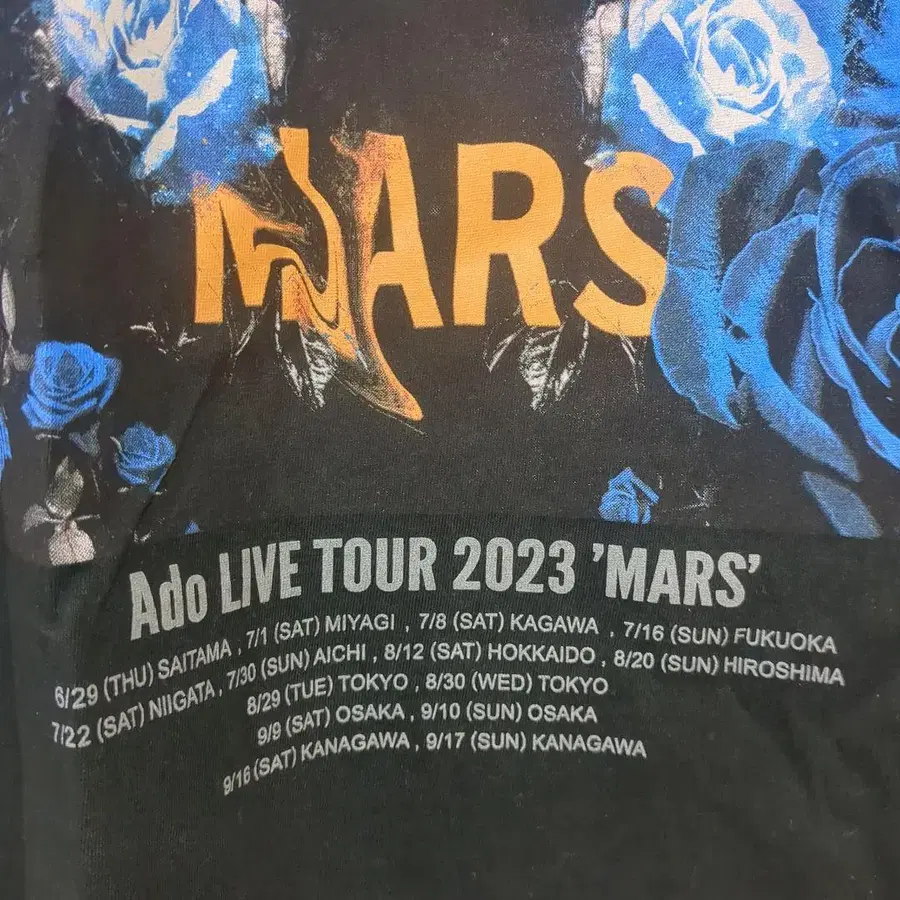 MARS
Ado LIVE TOUR 2023 'MARS'
6/29 (THU) SAITAMA , 7/1 (SAT) MIYAGI , 7/8 (SAT) KAGAWA , 7/16 (SUN) FUKUOKA
7/22 (SAT) NIIGATA , 7/30 (SUN) AICHI , 8/12 (SAT) HOKKAIDO , 8/20 (SUN) HIROSHIMA
8/29 (TUE) TOKYO , 8/30 (WED) TOKYO
9/9 (SAT) OSAKA , 9/10 (SUN) OSAKA
9/16 (SAT) KANAGAWA , 9/17 (SUN) KANAGAWA